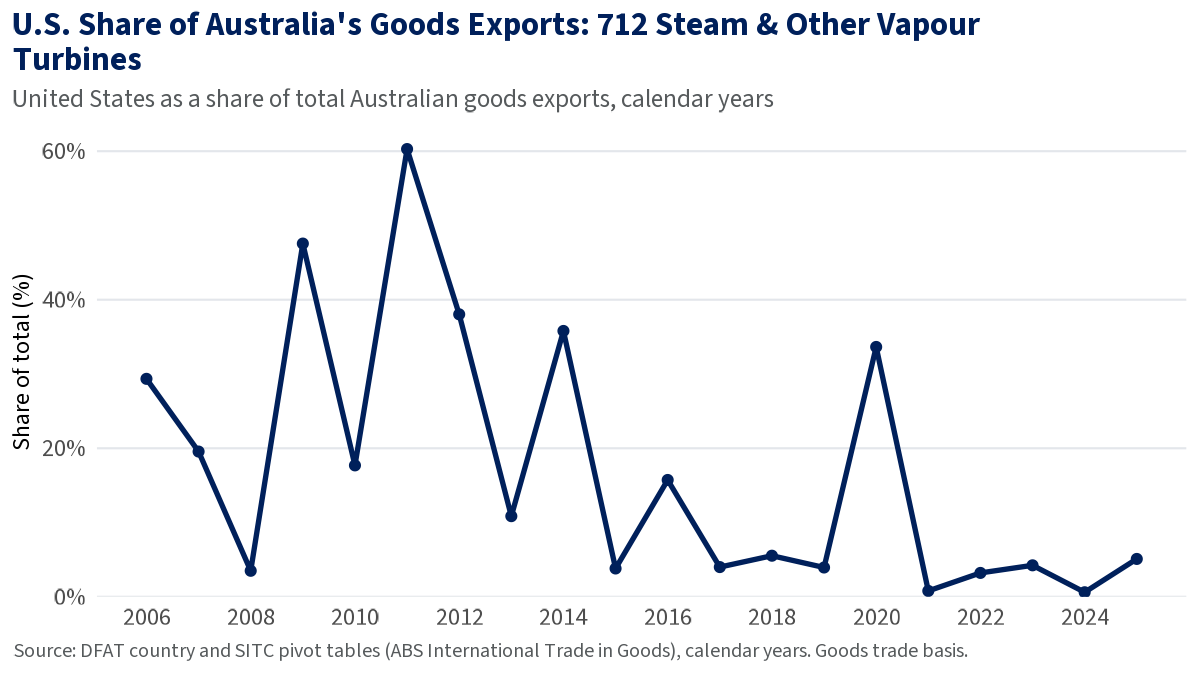 U.S. Share of Australia's Goods Exports: 712 Steam & Other Vapour
Turbines
United States as a share of total Australian goods exports, calendar years
Share of total (%)
60%
40%
20%
0%
2006 2008 2010 2012 2014 2016 2018 2020 2022 2024
Source: DFAT country and SITC pivot tables (ABS International Trade in Goods), calendar years. Goods trade basis.